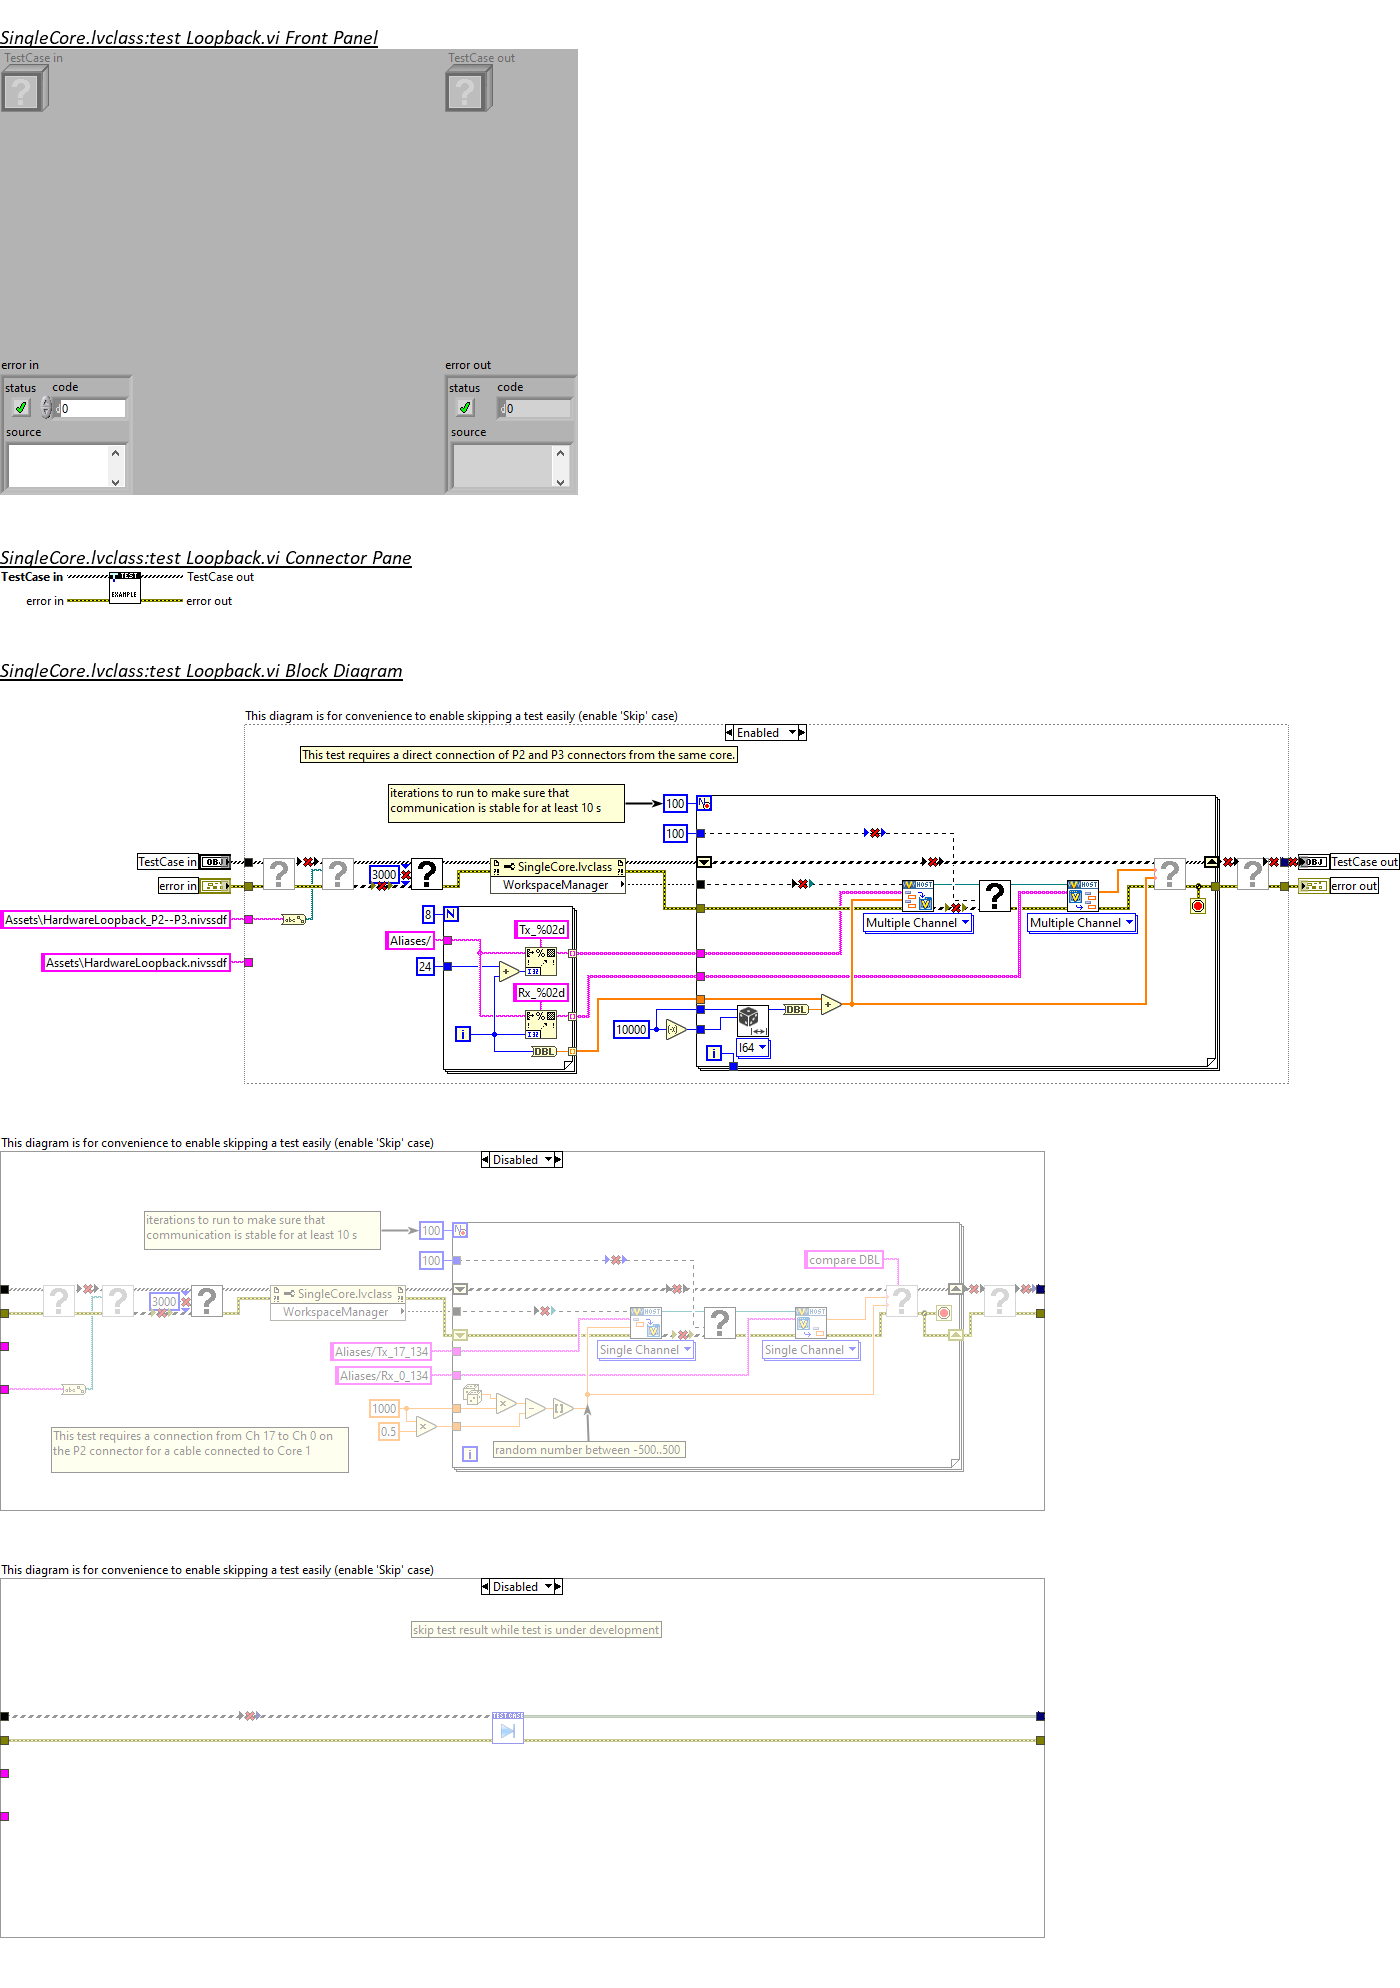 SingleCore.lvclass:test Loopback.vi Front Panel
TestCase in
TestCase out
error in
error out
status
code
status
code
d0
d0
source
source
SingleCore.lvclass:test Loopback.vi Connector Pane
TestCase in
TEST
TestCase out
EXAMPLE
error in
error out
SingleCore.lvclass:test Loopback.vi Block Diagram
This diagram is for convenience to enable skipping a test easily (enable 'Skip' case)
Enabled
This test requires a direct connection of P2 and P3 connectors from the same core.
iterations to run to make sure that
communication is stable for at least 10 s
100
N
100
TestCase in
OBJ
3000
SingleCore.lvclass
WorkspaceManager
OBJ
TestCase out
error in
error out
HOST
HOST
Assets\HardwareLoopback_P2--P3.nivssdf
abc
8
N
Multiple Channel
Multiple Channel
Aliases/
Tx_%02d
Assets\HardwareLoopback.nivssdf
24
Rx_%02d
i
DBL
10000
DBL
i
I64
This diagram is for convenience to enable skipping a test easily (enable 'Skip' case)
Disabled
iterations to run to make sure that
communication is stable for at least 10 s
100
N
100
compare DBL
3000
SingleCore.lvclass
WorkspaceManager
HOST
HOST
Aliases/Tx_17_134
Single Channel
Single Channel
Aliases/Rx_0_134
abc
1000
0.5
This test requires a connection from Ch 17 to Ch 0 on
the P2 connector for a cable connected to Core 1
i
random number between -500..500
This diagram is for convenience to enable skipping a test easily (enable 'Skip' case)
Disabled
skip test result while test is under development
TEST CASE